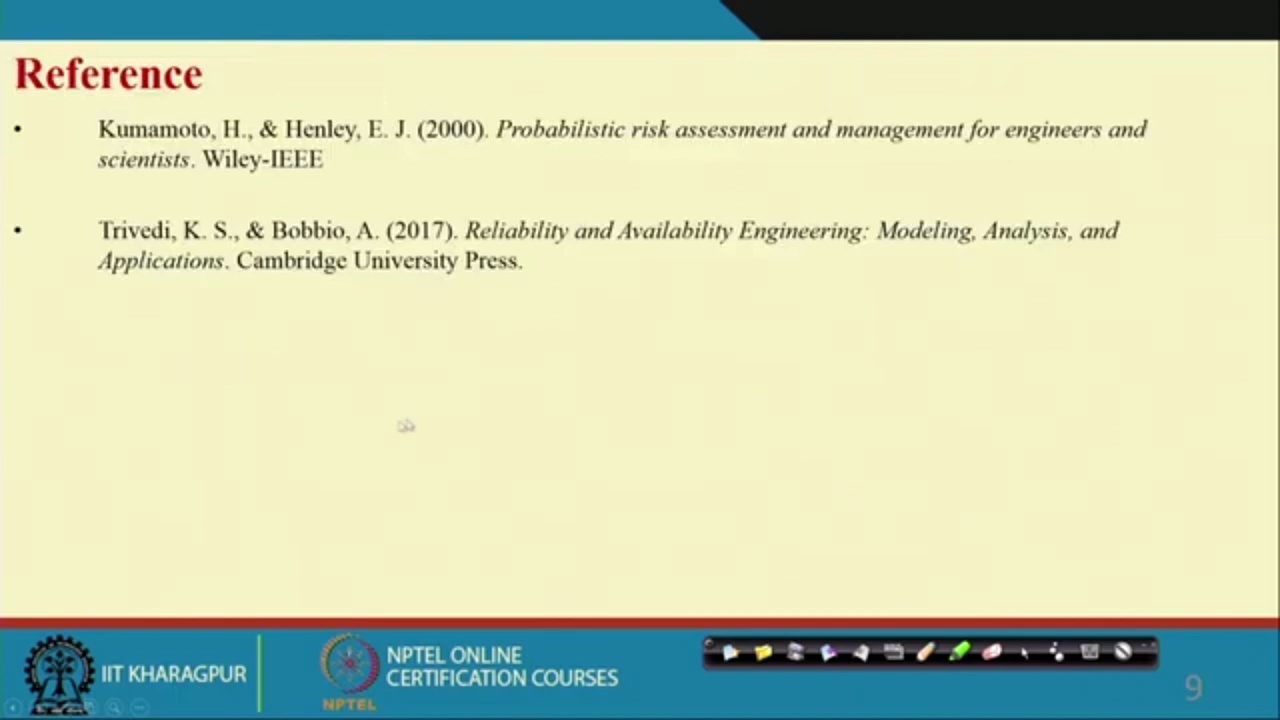 Reference
• Kumamoto, H., & Henley, E. J. (2000). Probabilistic risk assessment and management for engineers and
scientists. Wiley-IEEE
• Trivedi, K. S., & Bobbio, A. (2017). Reliability and Availability Engineering: Modeling, Analysis, and
Applications. Cambridge University Press.
IIT KHARAGPUR
NPTEL
NPTEL ONLINE
CERTIFICATION COURSES
9